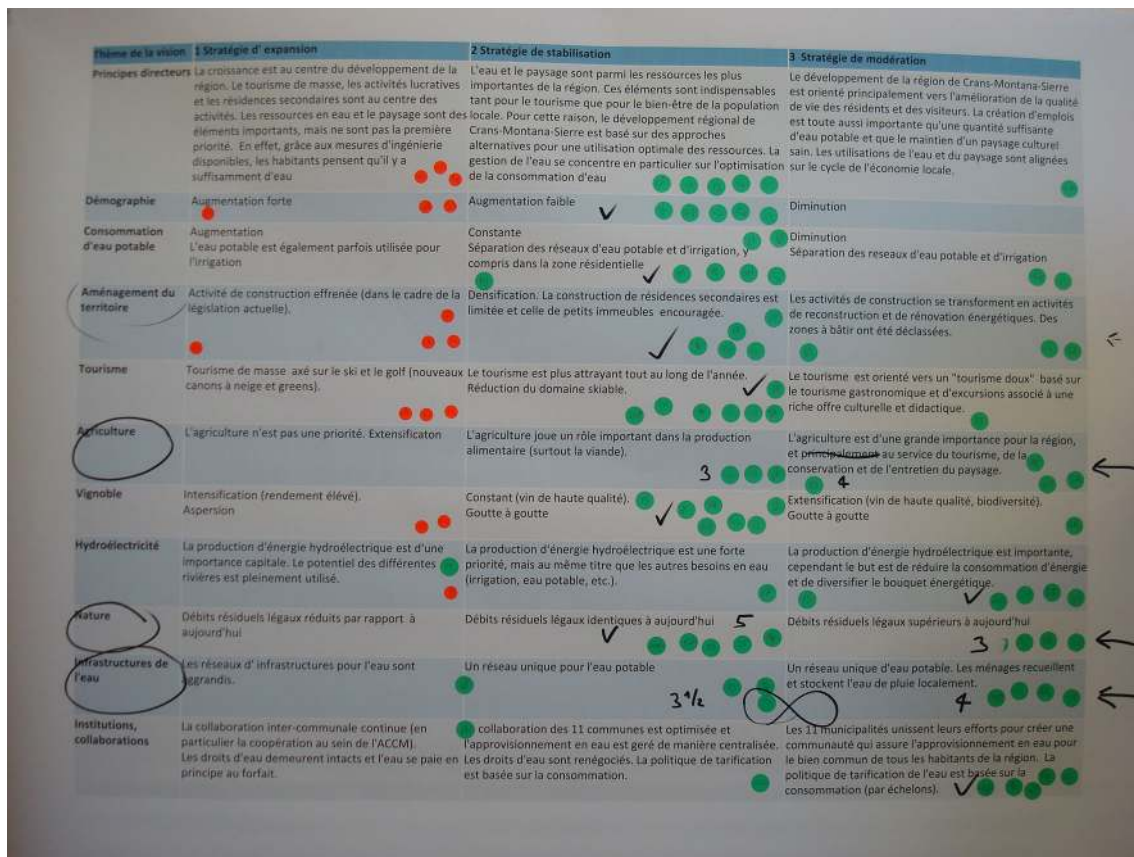 Thème de la vision
1 Stratégie d' expansion
2 Stratégie de stabilisation
3 Stratégie de modération
Principes directeurs
La croissance est au centre du développement de la
région. Le tourisme de masse, les activités lucratives
et les résidences secondaires sont au centre des
activités. Les ressources en eau et le paysage sont des
éléments importants, mais ne sont pas la première
priorité. En effet, grâce aux mesures d'ingénierie
disponibles, les habitants pensent qu'il y a
suffisamment d'eau
L'eau et le paysage sont parmi les ressources les plus
importantes de la région. Ces éléments sont indispensables
tant pour le tourisme que pour le bien-être de la population
locale. Pour cette raison, le développement régional de
Crans-Montana-Sierre est basé sur des approches
alternatives pour une utilisation optimale des ressources. La
gestion de l'eau se concentre en particulier sur l'optimisation
de la consommation d'eau
Le développement de la région de Crans-Montana-Sierre
est orienté principalement vers l'amélioration de la qualité
de vie des résidents et des visiteurs. La création d'emplois
est toute aussi importante qu'une quantité suffisante
d'eau potable et que le maintien d'un paysage culturel
sain. Les utilisations de l'eau et du paysage sont alignées
sur le cycle de l'économie locale.
Démographie
Augmentation forte
Augmentation faible
Diminution
Consommation
d'eau potable
Augmentation
L'eau potable est également parfois utilisée pour
l'irrigation
Constante
Séparation des réseaux d'eau potable et d'irrigation, y
compris dans la zone résidentielle
Diminution
Séparation des reseaux d'eau potable et d'irrigation
Aménagement du
territoire
Activité de construction effrenée (dans le cadre de la
législation actuelle).
Densification. La construction de résidences secondaires est
limitée et celle de petits immeubles encouragée.
Les activités de construction se transforment en activités
de reconstruction et de rénovation énergétiques. Des
zones à bâtir ont été déclassées.
Tourisme
Tourisme de masse axé sur le ski et le golf (nouveaux
canons à neige et greens).
Le tourisme est plus attrayant tout au long de l'année.
Réduction du domaine skiable.
Le tourisme est orienté vers un "tourisme doux" basé sur
le tourisme gastronomique et d'excursions associé à une
riche offre culturelle et didactique.
Agriculture
L'agriculture n'est pas une priorité. Extensificaton
L'agriculture joue un rôle important dans la production
alimentaire (surtout la viande).
3
L'agriculture est d'une grande importance pour la région,
et principalement au service du tourisme, de la
conservation et de l'entretien du paysage.
4
Vignoble
Intensification (rendement élévé).
Aspersion
Constant (vin de haute qualité).
Goutte à goutte
Extensification (vin de haute qualité, biodiversité).
Goutte à goutte
Hydroélectricité
La production d'énergie hydroélectrique est d'une
importance capitale. Le potentiel des différentes
rivières est pleinement utilisé.
La production d'énergie hydroélectrique est une forte
priorité, mais au même titre que les autres besoins en eau
(irrigation, eau potable, etc.).
La production d'énergie hydroélectrique est importante,
cependant le but est de réduire la consommation d'énergie
et de diversifier le bouquet énergétique.
Nature
Débits résiduels légaux réduits par rapport à
aujourd'hui
Débits résiduels légaux identiques à aujourd'hui 5
Débits résiduels légaux supérieurs à aujourd'hui
3
Infrastructures de
l'eau
Les réseaux d' infrastructures pour l'eau sont
aggrandis.
Un réseau unique pour l'eau potable
3 1/2
Un réseau unique d'eau potable. Les ménages recueillent
et stockent l'eau de pluie localement.
4
Institutions,
collaborations
La collaboration inter-communale continue (en
particulier la coopération au sein de l'ACCM).
Les droits d'eau demeurent intacts et l'eau se paie en
principe au forfait.
collaboration des 11 communes est optimisée et
l'approvisionnement en eau est geré de manière centralisée.
Les droits d'eau sont renégociés. La politique de tarification
est basée sur la consommation.
Les 11 municipalités unissent leurs efforts pour créer une
communauté qui assure l'approvisionnement en eau pour
le bien commun de tous les habitants de la région. La
politique de tarification de l'eau est basée sur la
consommation (par échelons).